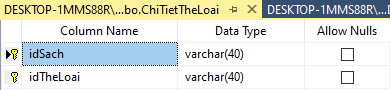 DESKTOP-1MMS88R\...bo.ChiTietTheLoai DESKTOP-1MMS88R\...
Column Name Data Type Allow Nulls
idSach varchar(40)
idTheLoai varchar(40)